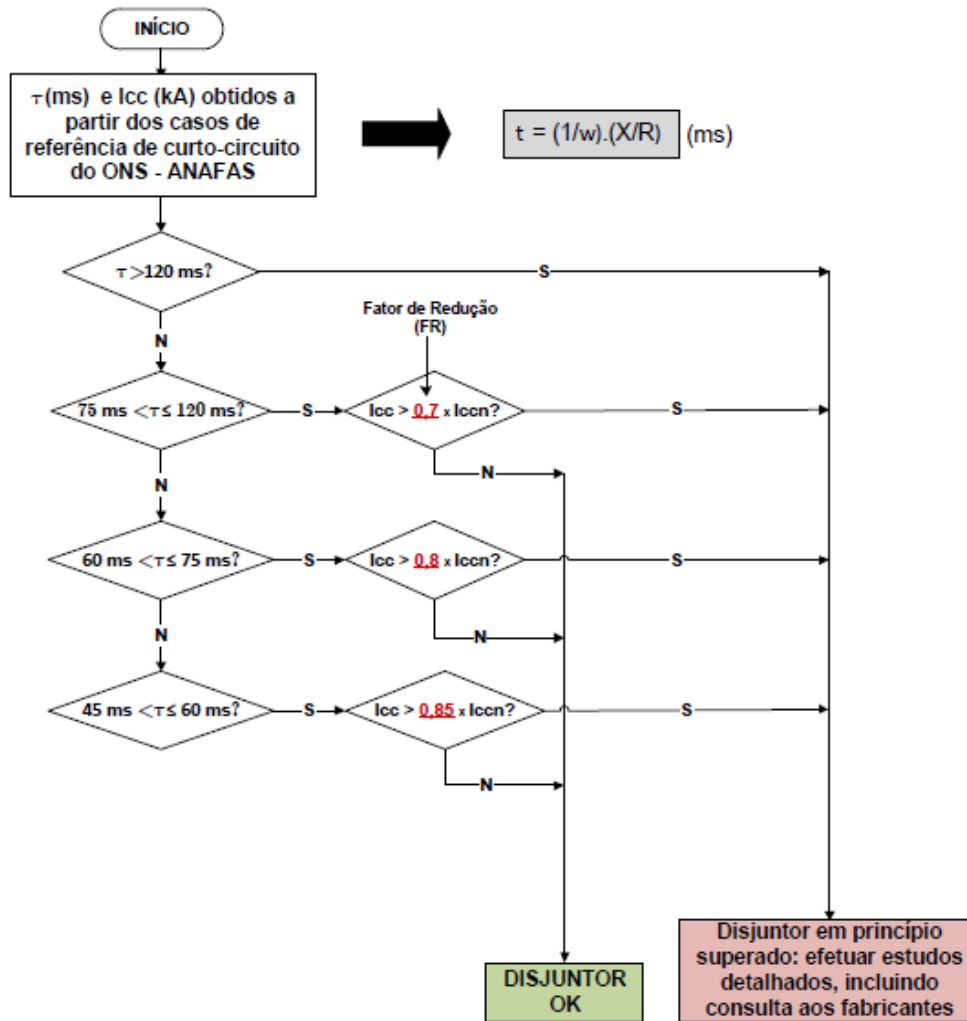 INÍCIO
τ(ms) e Icc (kA) obtidos a
partir dos casos de
referência de curto-circuito
do ONS - ANAFAS
t = (1/w).(X/R) (ms)
τ >120 ms?
S
N
Fator de Redução
(FR)
75 ms <τ≤ 120 ms?
S
Icc > 0,7 x Iccn?
S
N
N
60 ms <τ≤ 75 ms?
S
Icc > 0,8 x Iccn?
S
N
N
45 ms <τ≤ 60 ms?
S
Icc > 0,85 x Iccn?
S
N
DISJUNTOR
OK
Disjuntor em princípio
superado: efetuar estudos
detalhados, incluindo
consulta aos fabricantes